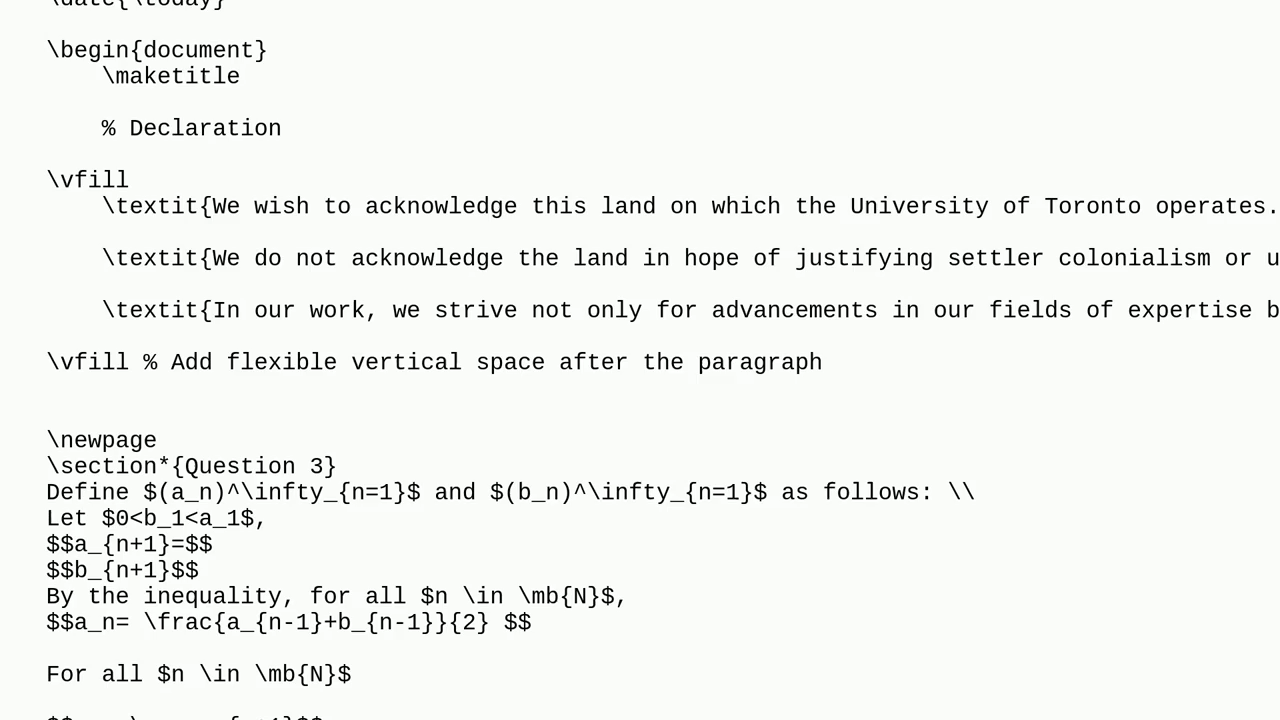 \date{\today}
\begin{document}
\maketitle
% Declaration
\vfill
\textit{We wish to acknowledge this land on which the University of Toronto operates.
\textit{We do not acknowledge the land in hope of justifying settler colonialism or
\textit{In our work, we strive not only for advancements in our fields of expertise
\vfill % Add flexible vertical space after the paragraph
\newpage
\section*{Question 3}
Define $(a_n)^\infty_{n=1}$ and $(b_n)^\infty_{n=1}$ as follows: \\
Let $0<b_1<a_1$,
$$a_{n+1}=$$
$$b_{n+1}$$
By the inequality, for all $n \in \mb{N}$,
$$a_n= \frac{a_{n-1}+b_{n-1}}{2} $$
For all $n \in \mb{N}$